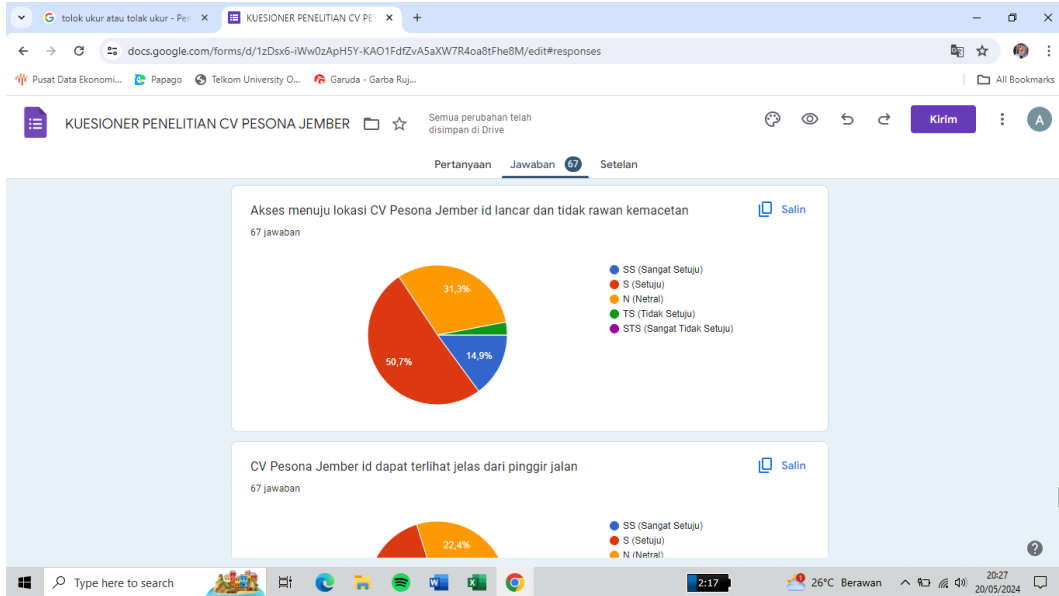 tolok ukur atau tolak ukur - Pen
KUESIONER PENELITIAN CV PES
docs.google.com/forms/d/1zDsx6-iWw0zApH5Y-KAO1FdfZvA5aXW7R4oa8tFhe8M/edit#responses
Pusat Data Ekonomi...
Papago
Telkom University O...
Garuda - Garba Ruj...
All Bookmarks
KUESIONER PENELITIAN CV PESONA JEMBER
Semua perubahan telah
disimpan di Drive
Kirim
A
Pertanyaan
Jawaban 67
Setelan
Akses menuju lokasi CV Pesona Jember id lancar dan tidak rawan kemacetan
Salin
67 jawaban
SS (Sangat Setuju)
S (Setuju)
N (Netral)
TS (Tidak Setuju)
STS (Sangat Tidak Setuju)
31,3%
14,9%
50,7%
CV Pesona Jember id dapat terlihat jelas dari pinggir jalan
Salin
67 jawaban
SS (Sangat Setuju)
S (Setuju)
N (Netral)
22,4%
Type here to search
2:17
26°C Berawan
20:27
20/05/2024